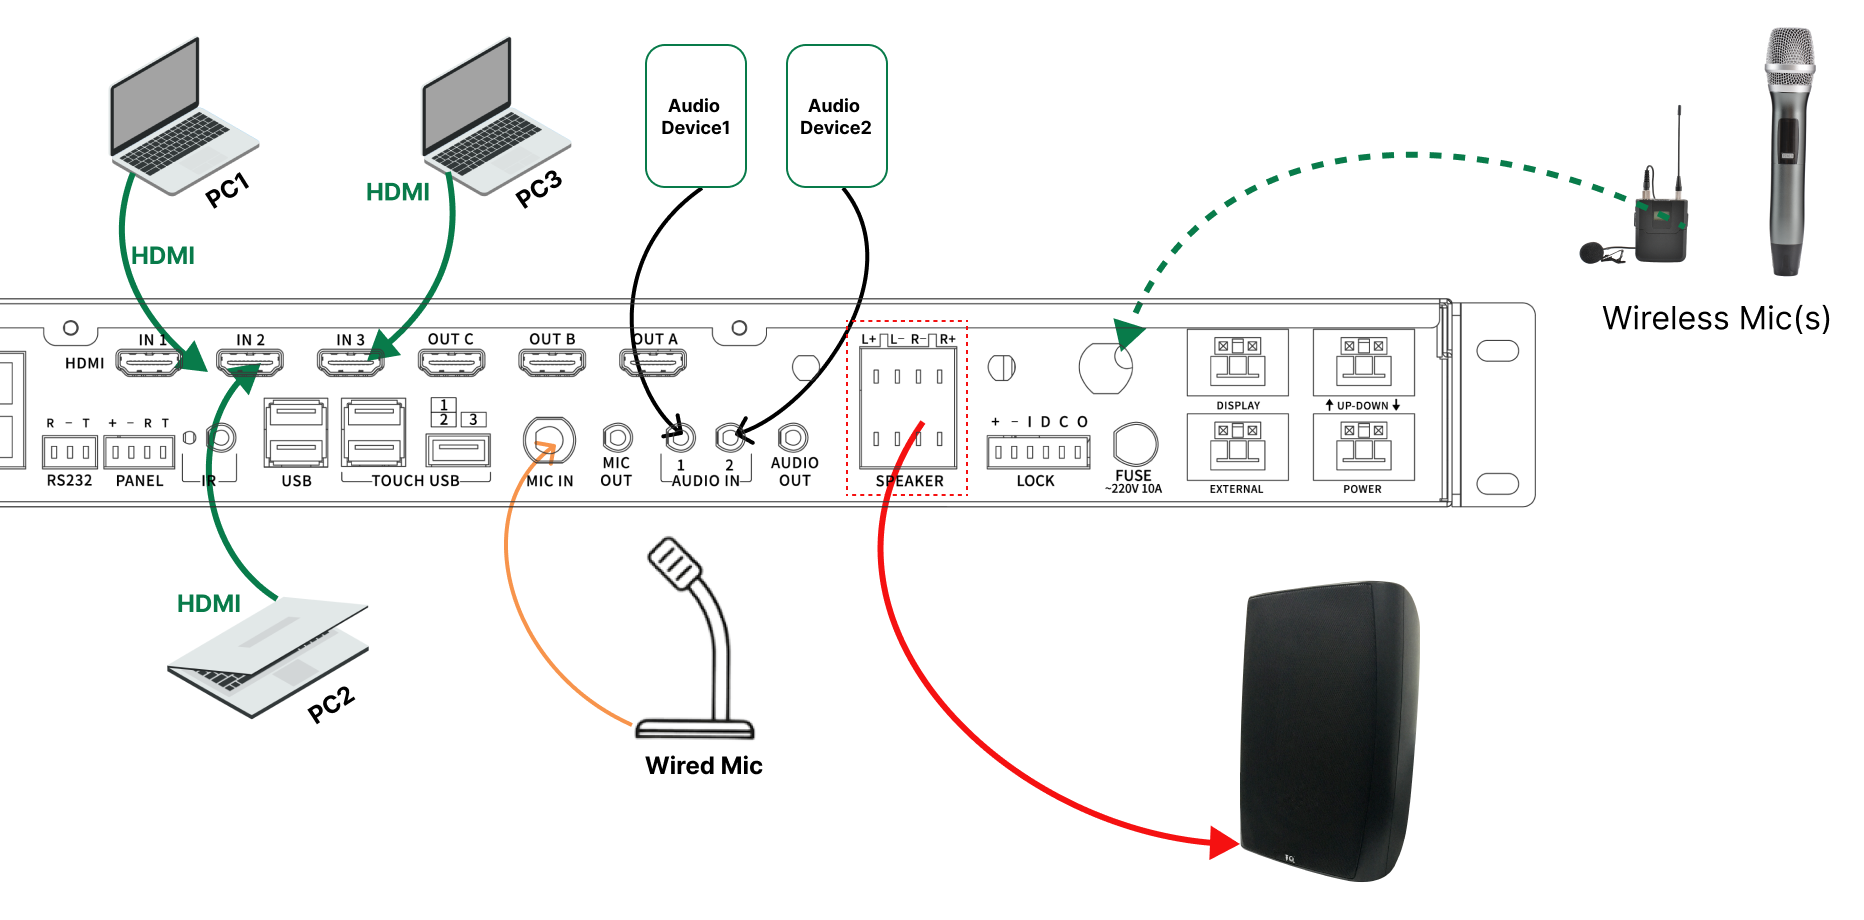 PC1
HDMI
PC3
HDMI
Audio
Device1
Audio
Device2
Wireless Mic(s)
HDMI
IN 1
IN 2
IN 3
OUT C
OUT B
OUT A
L+ L− R− R+
R − T
RS232
+ − R T
PANEL
IR
USB
1
2 3
TOUCH USB
MIC IN
MIC
OUT
1 2
AUDIO IN
AUDIO
OUT
SPEAKER
+ − I D C O
LOCK
FUSE
~220V 10A
DISPLAY
↑ UP-DOWN ↓
EXTERNAL
POWER
HDMI
PC2
Wired Mic